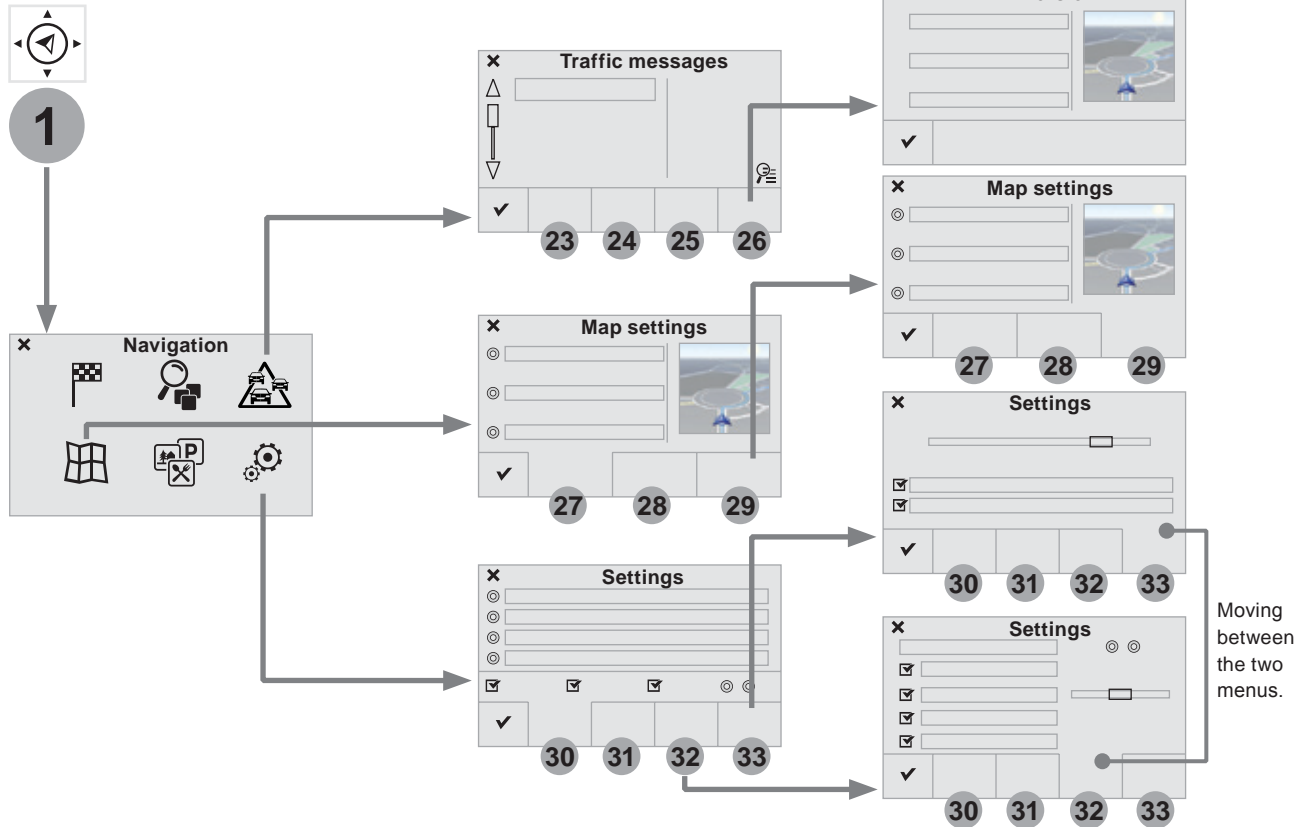 1
Navigation
P
Traffic messages
23 24 25 26
Map settings
27 28 29
Settings
30 31 32 33
Map settings
27 28 29
Settings
30 31 32 33
Settings
30 31 32 33
Moving
between
the two
menus.